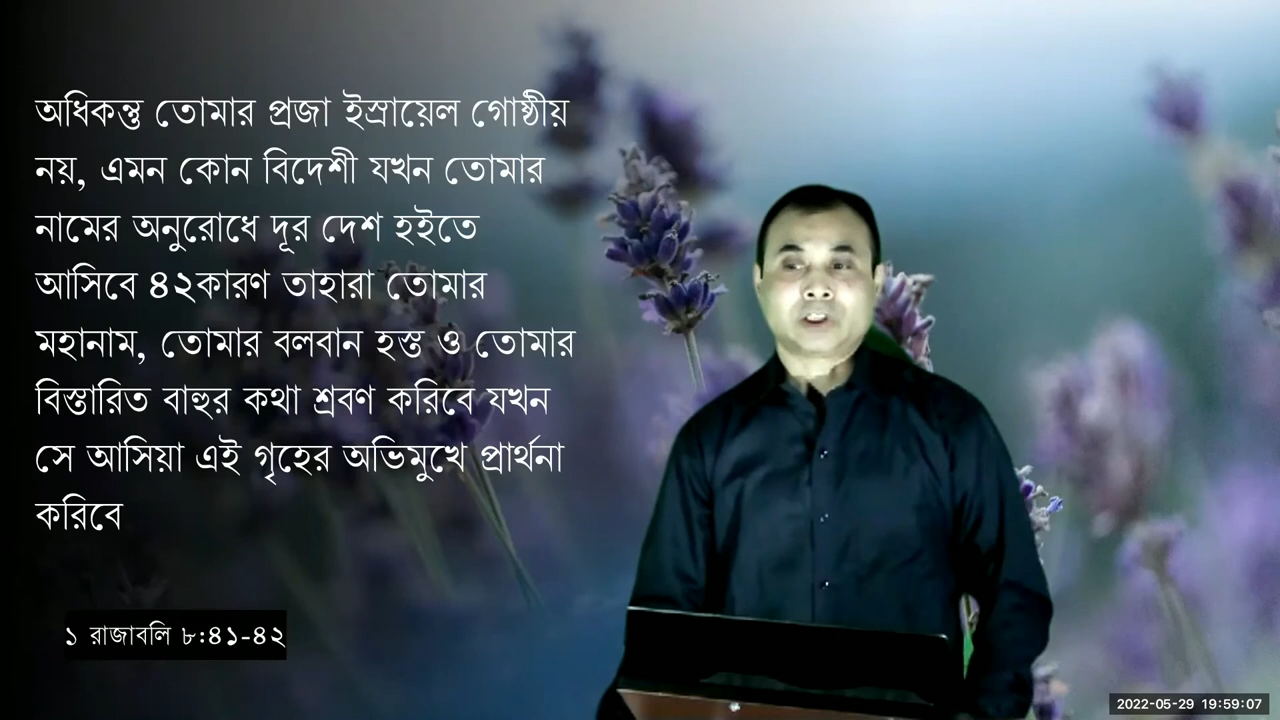 অধিকন্তু তোমার প্রজা ইস্রায়েল গোষ্ঠীয়
নয়, এমন কোন বিদেশী যখন তোমার
নামের অনুরোধে দূর দেশ হইতে
আসিবে ৪২কারণ তাহারা তোমার
মহানাম, তোমার বলবান হস্ত ও তোমার
বিস্তারিত বাহুর কথা শ্রবণ করিবে যখন
সে আসিয়া এই গৃহের অভিমুখে প্রার্থনা
করিবে
১ রাজাবলি ৮:৪১-৪২
2022-05-29 19:59:07